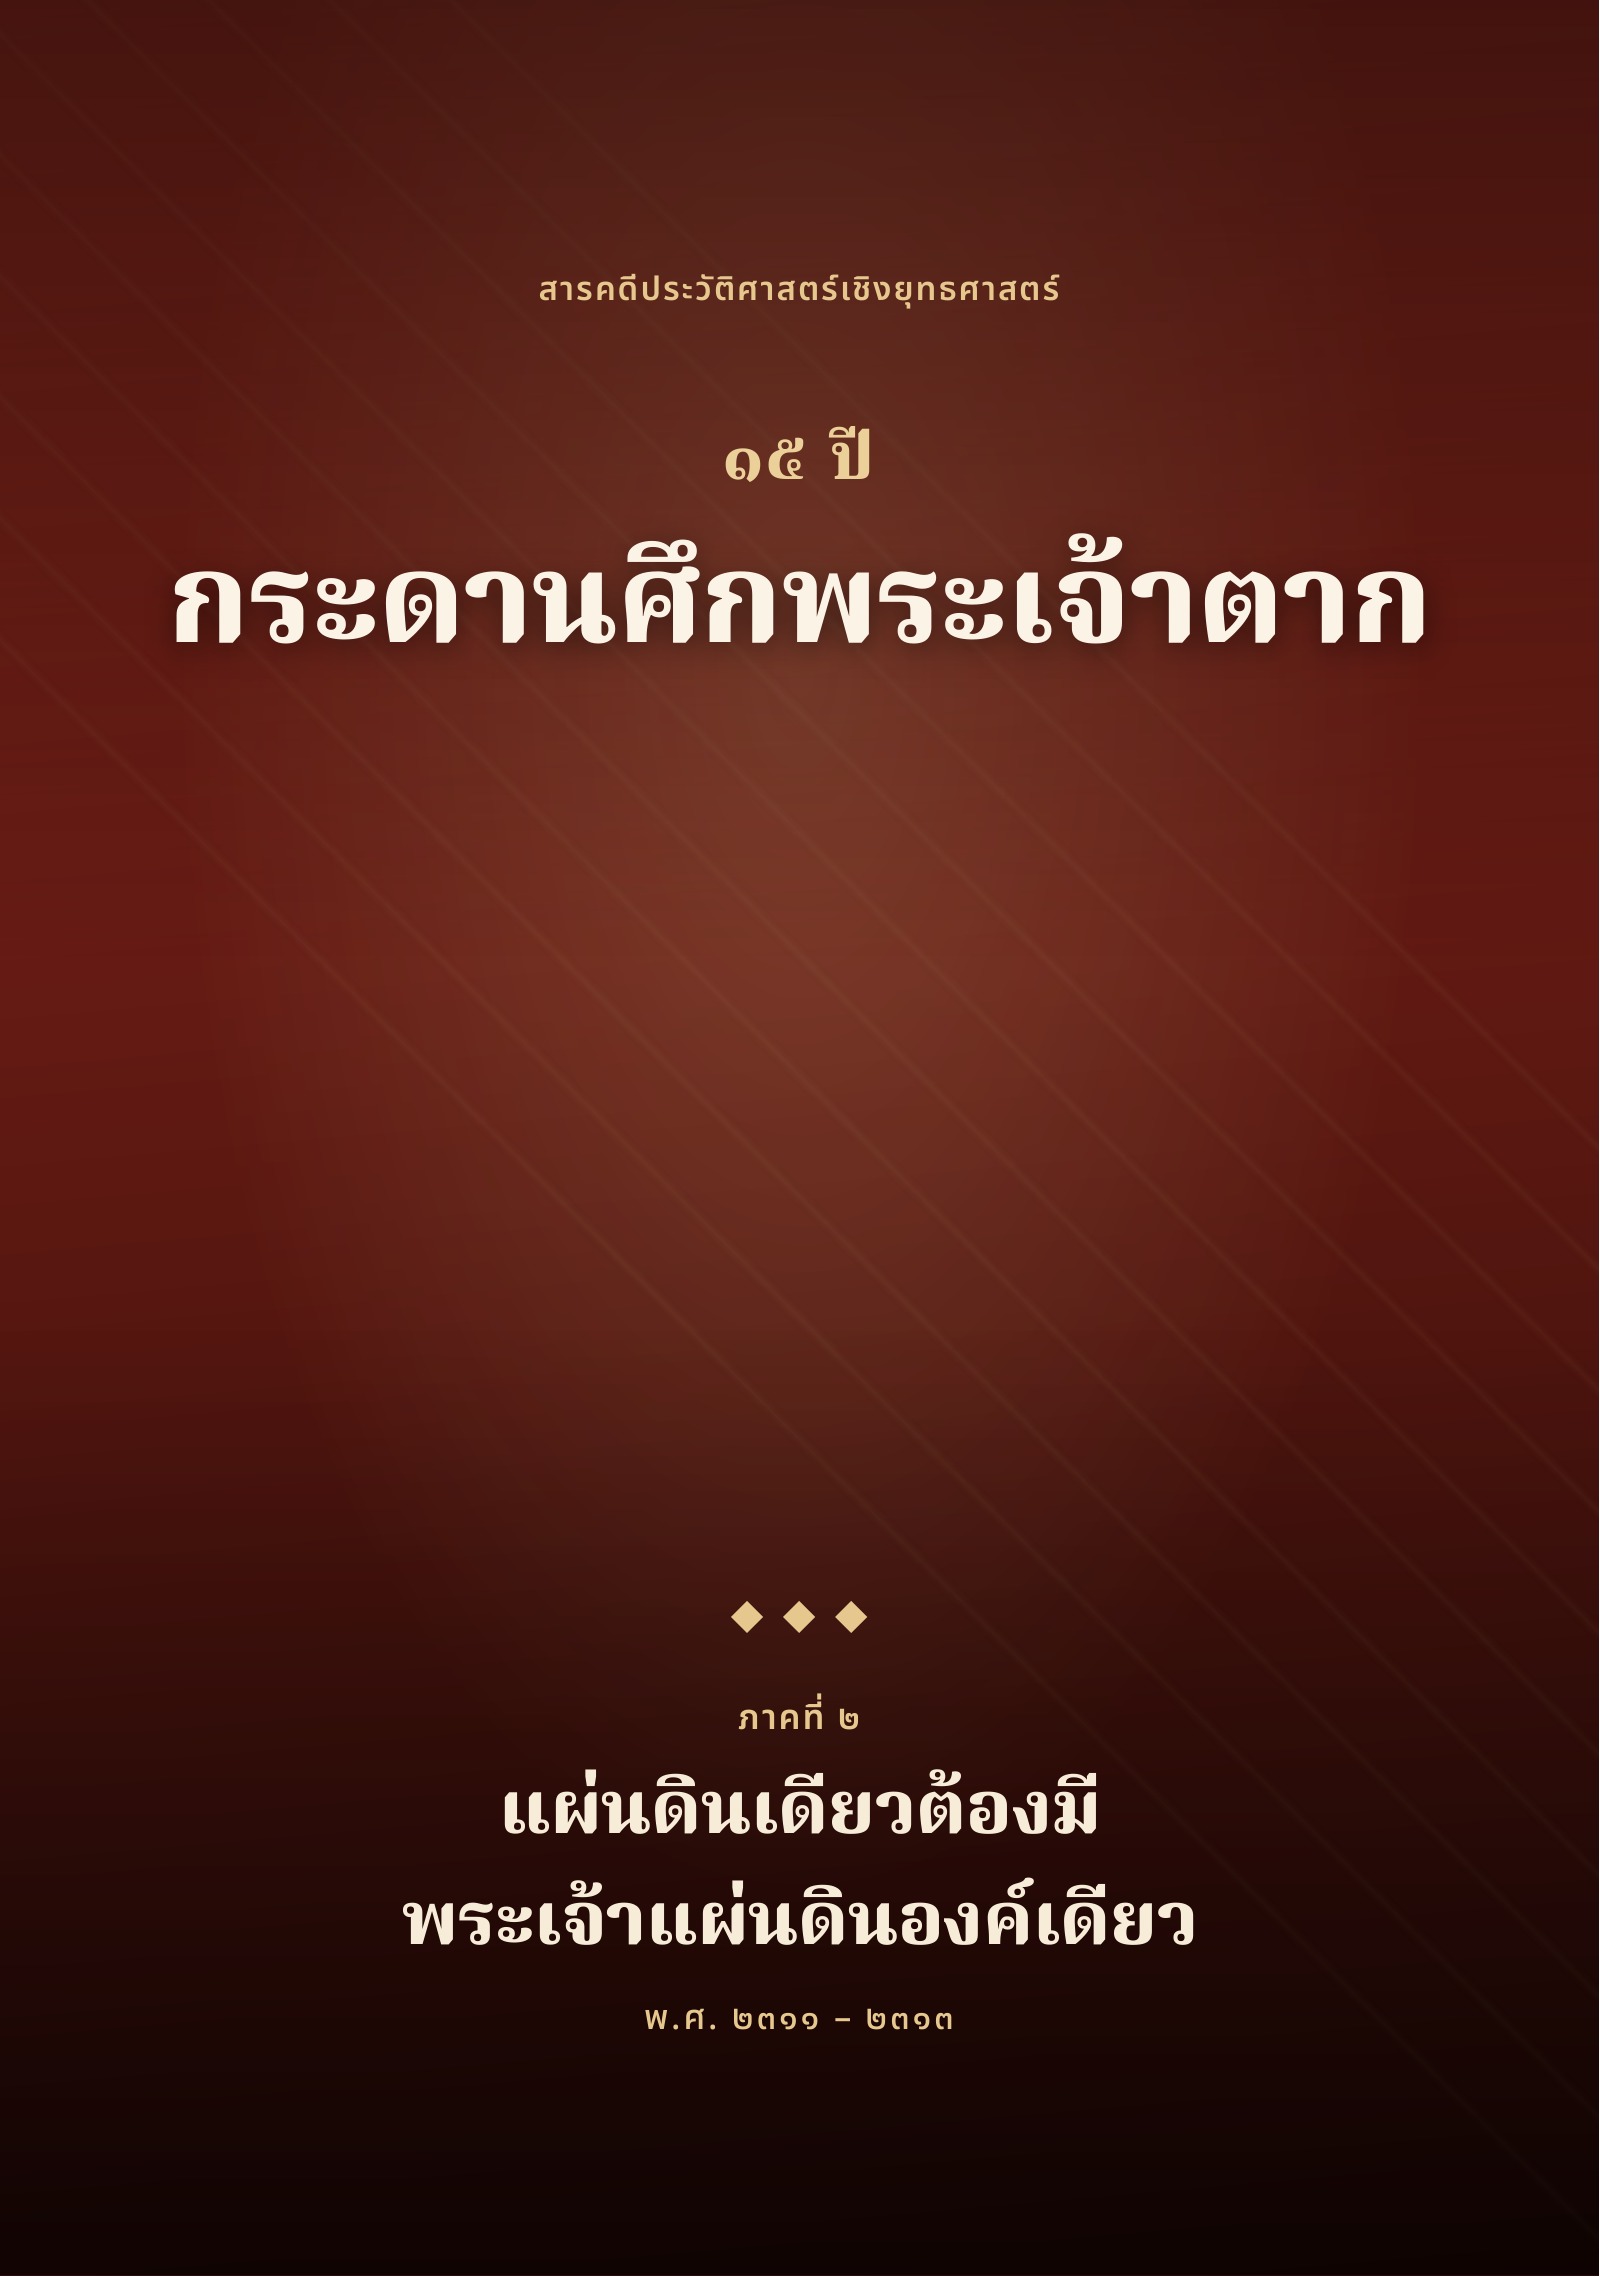 สารคดีประวัติศาสตร์เชิงยุทธศาสตร์
๑๕ ปี
กระดานศึกพระเจ้าตาก
ภาคที่ ๒
แผ่นดินเดียวต้องมี
พระเจ้าแผ่นดินองค์เดียว
พ.ศ. ๒๓๑๑ – ๒๓๑๓